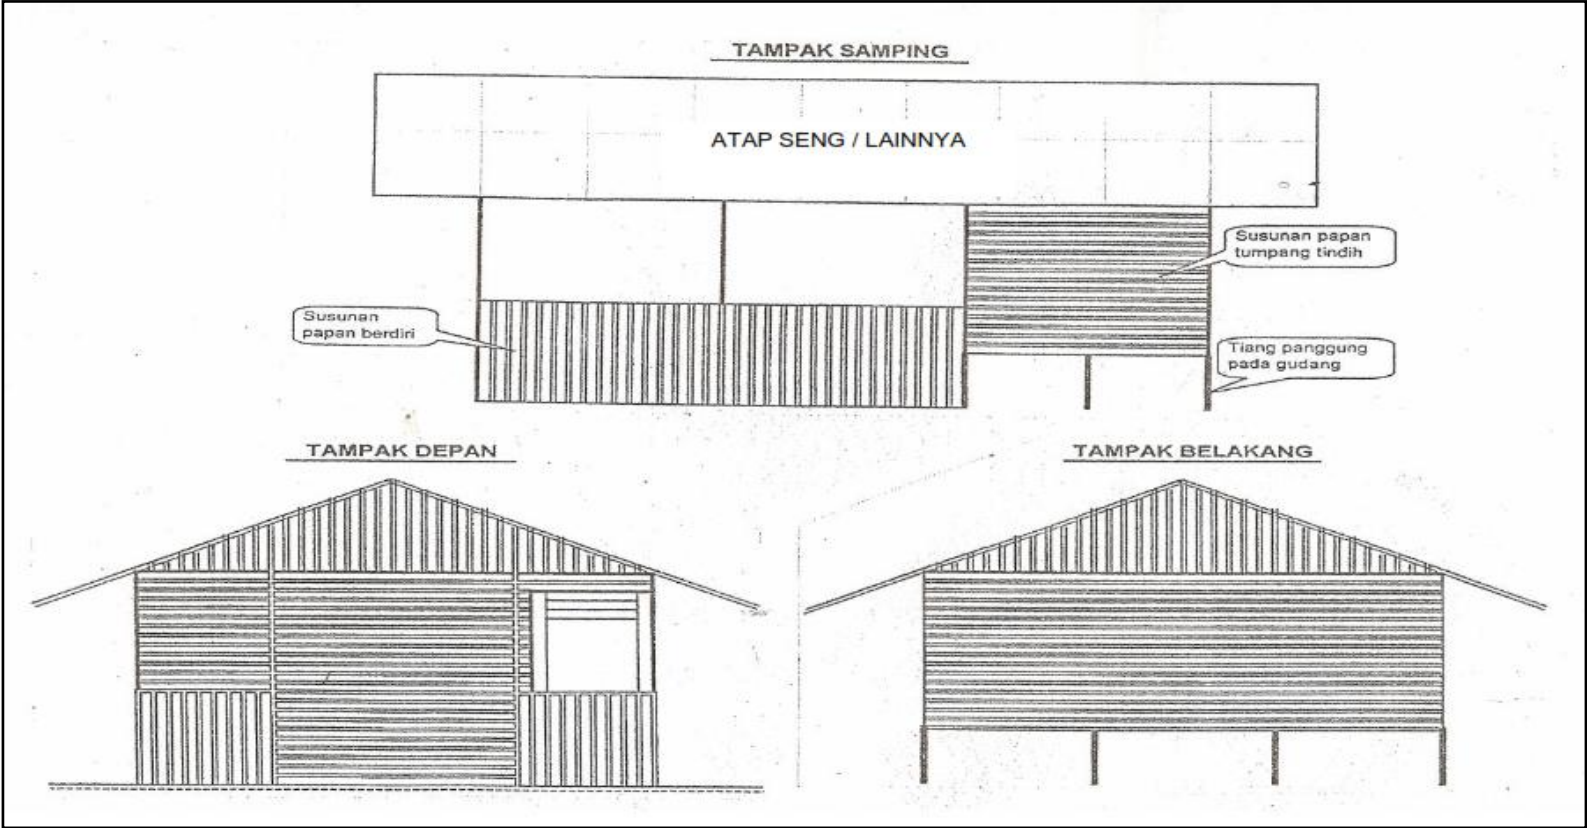 TAMPAK SAMPING
ATAP SENG / LAINNYA
Susunan papan
tumpang tindih
Susunan
papan berdiri
Tiang panggung
pada gudang
TAMPAK DEPAN
TAMPAK BELAKANG